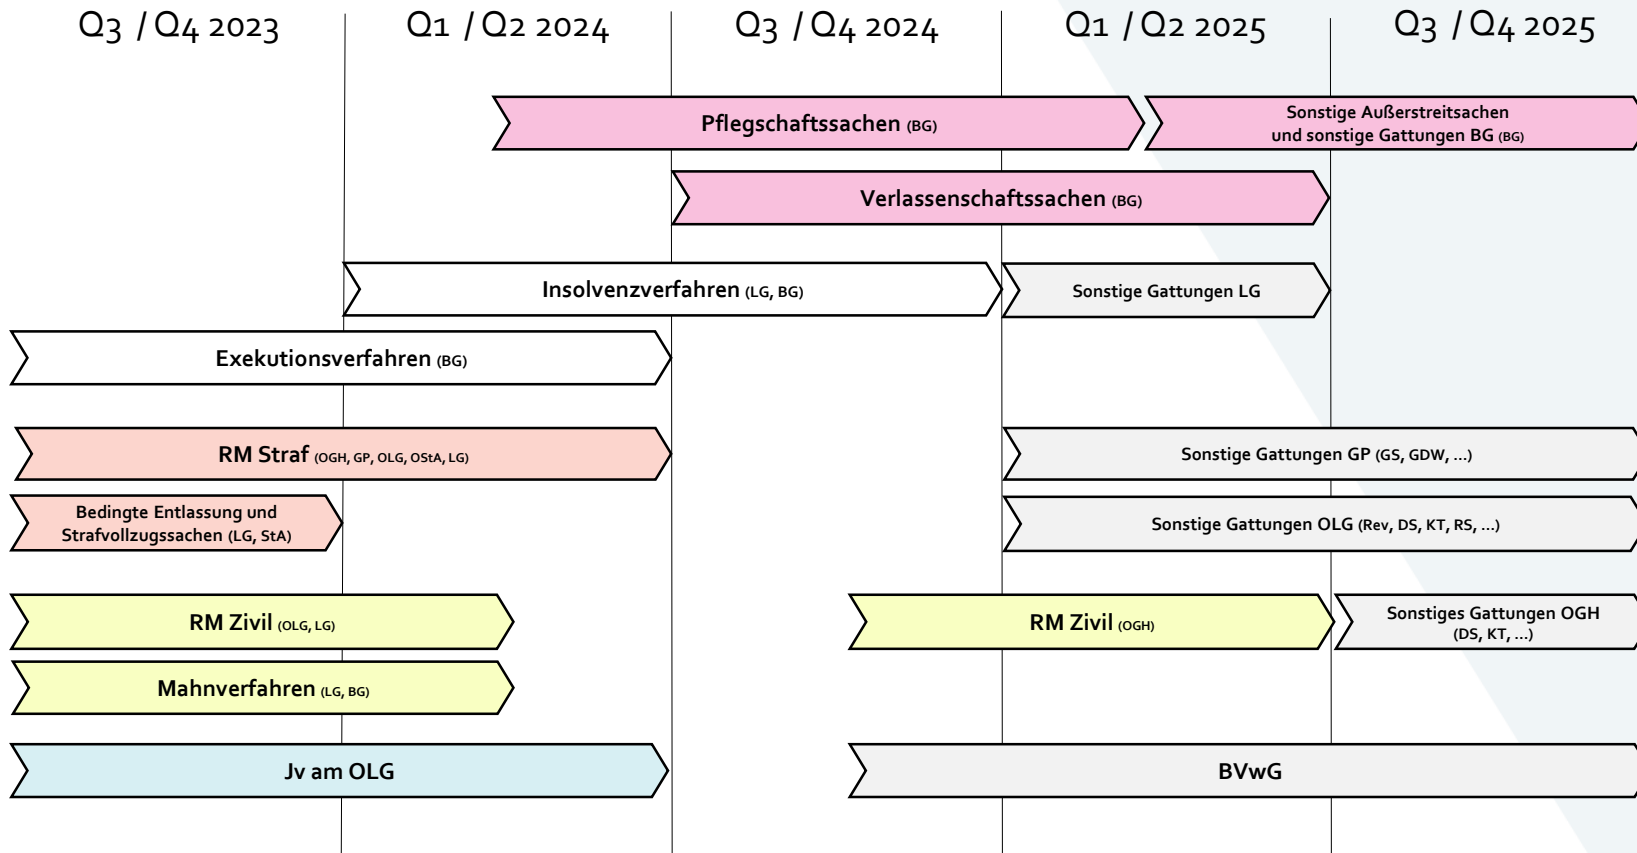 Q3 / Q4 2023
Q1 / Q2 2024
Q3 / Q4 2024
Q1 / Q2 2025
Q3 / Q4 2025
Pflegschaftssachen (BG)
Sonstige Außerstreitsachen
und sonstige Gattungen BG (BG)
Verlassenschaftssachen (BG)
Insolvenzverfahren (LG, BG)
Sonstige Gattungen LG
Exekutionsverfahren (BG)
RM Straf (OGH, GP, OLG, OStA, LG)
Sonstige Gattungen GP (GS, GDW, ...)
Bedingte Entlassung und
Strafvollzugssachen (LG, StA)
Sonstige Gattungen OLG (Rev, DS, KT, RS, ...)
RM Zivil (OLG, LG)
RM Zivil (OGH)
Sonstiges Gattungen OGH
(DS, KT, ...)
Mahnverfahren (LG, BG)
Jv am OLG
BVwG